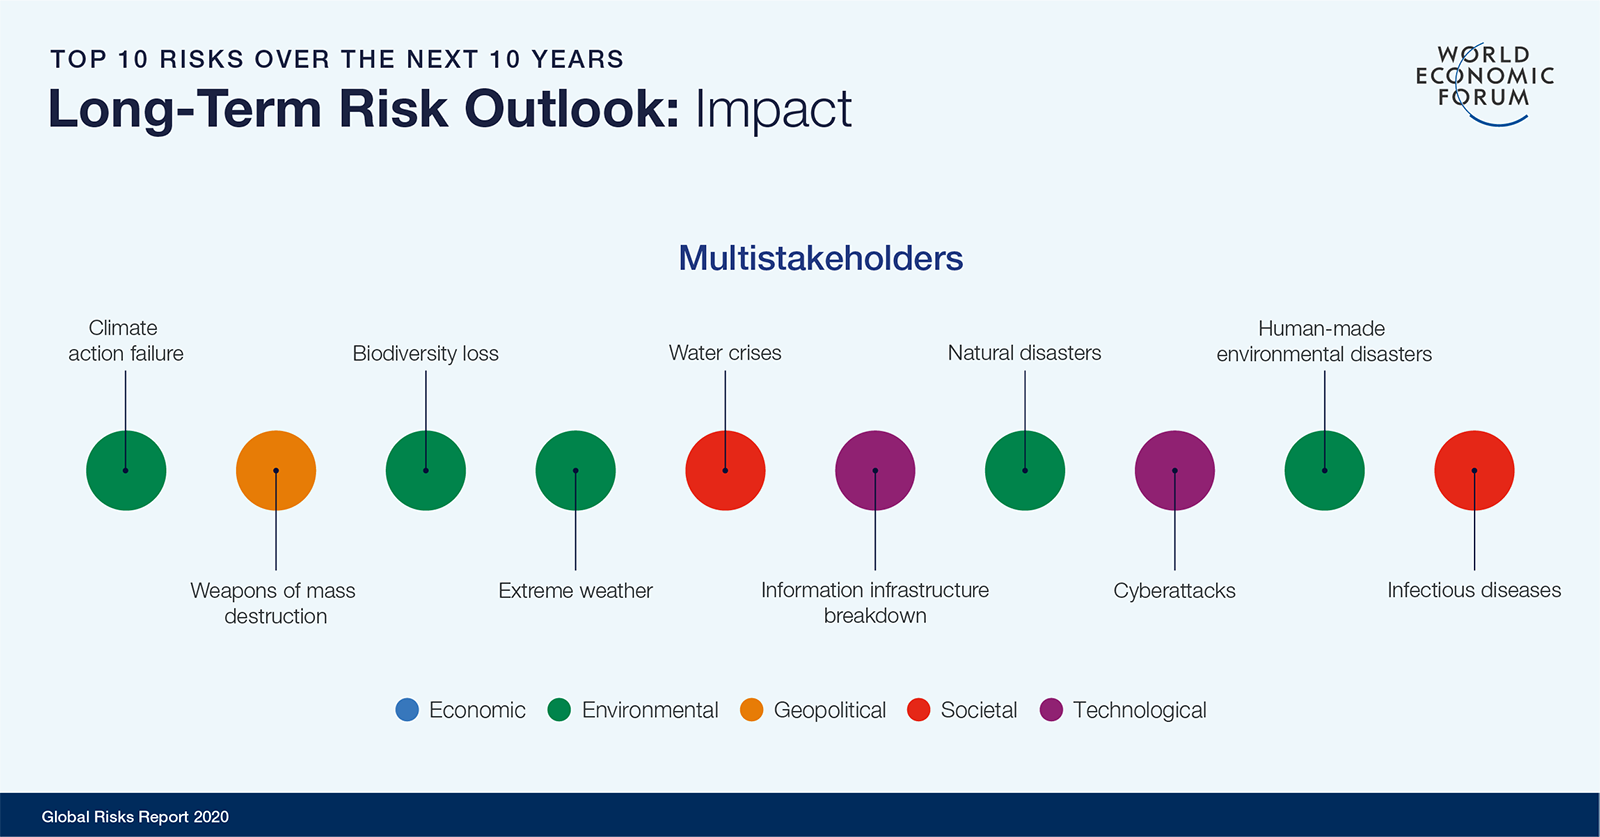 TOP 10 RISKS OVER THE NEXT 10 YEARS
Long-Term Risk Outlook: Impact
WORLD
ECONOMIC
FORUM
Multistakeholders
Climate
action failure
Biodiversity loss
Water crises
Natural disasters
Human-made
environmental disasters
Weapons of mass
destruction
Extreme weather
Information infrastructure
breakdown
Cyberattacks
Infectious diseases
Economic
Environmental
Geopolitical
Societal
Technological
Global Risks Report 2020